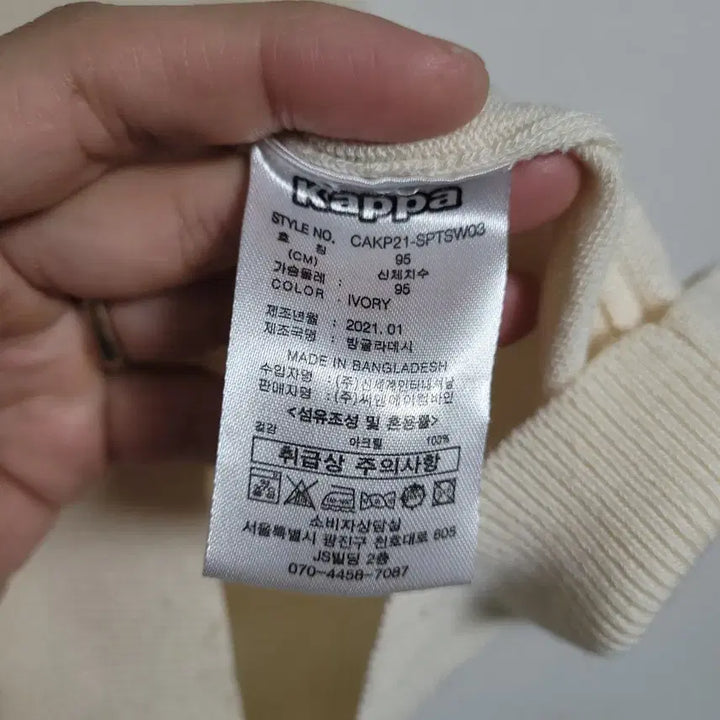 Kappa
STYLE NO. CAKP21-SPTSW03
호 칭 95
(CM) 신체치수
가슴둘레 : 95
COLOR : IVORY
제조년월 : 2021.01
제조국명 : 방글라데시
MADE IN BANGLADESH
수입자명 : (주)신세계인터내셔날
판매자명 : (주)씨엔에이어반
<섬유조성 및 혼용률>
겉감 아크릴 100%
취급상 주의사항
소비자상담실
서울특별시 광진구 천호대로 605
JS빌딩 2층
070-4458-7087